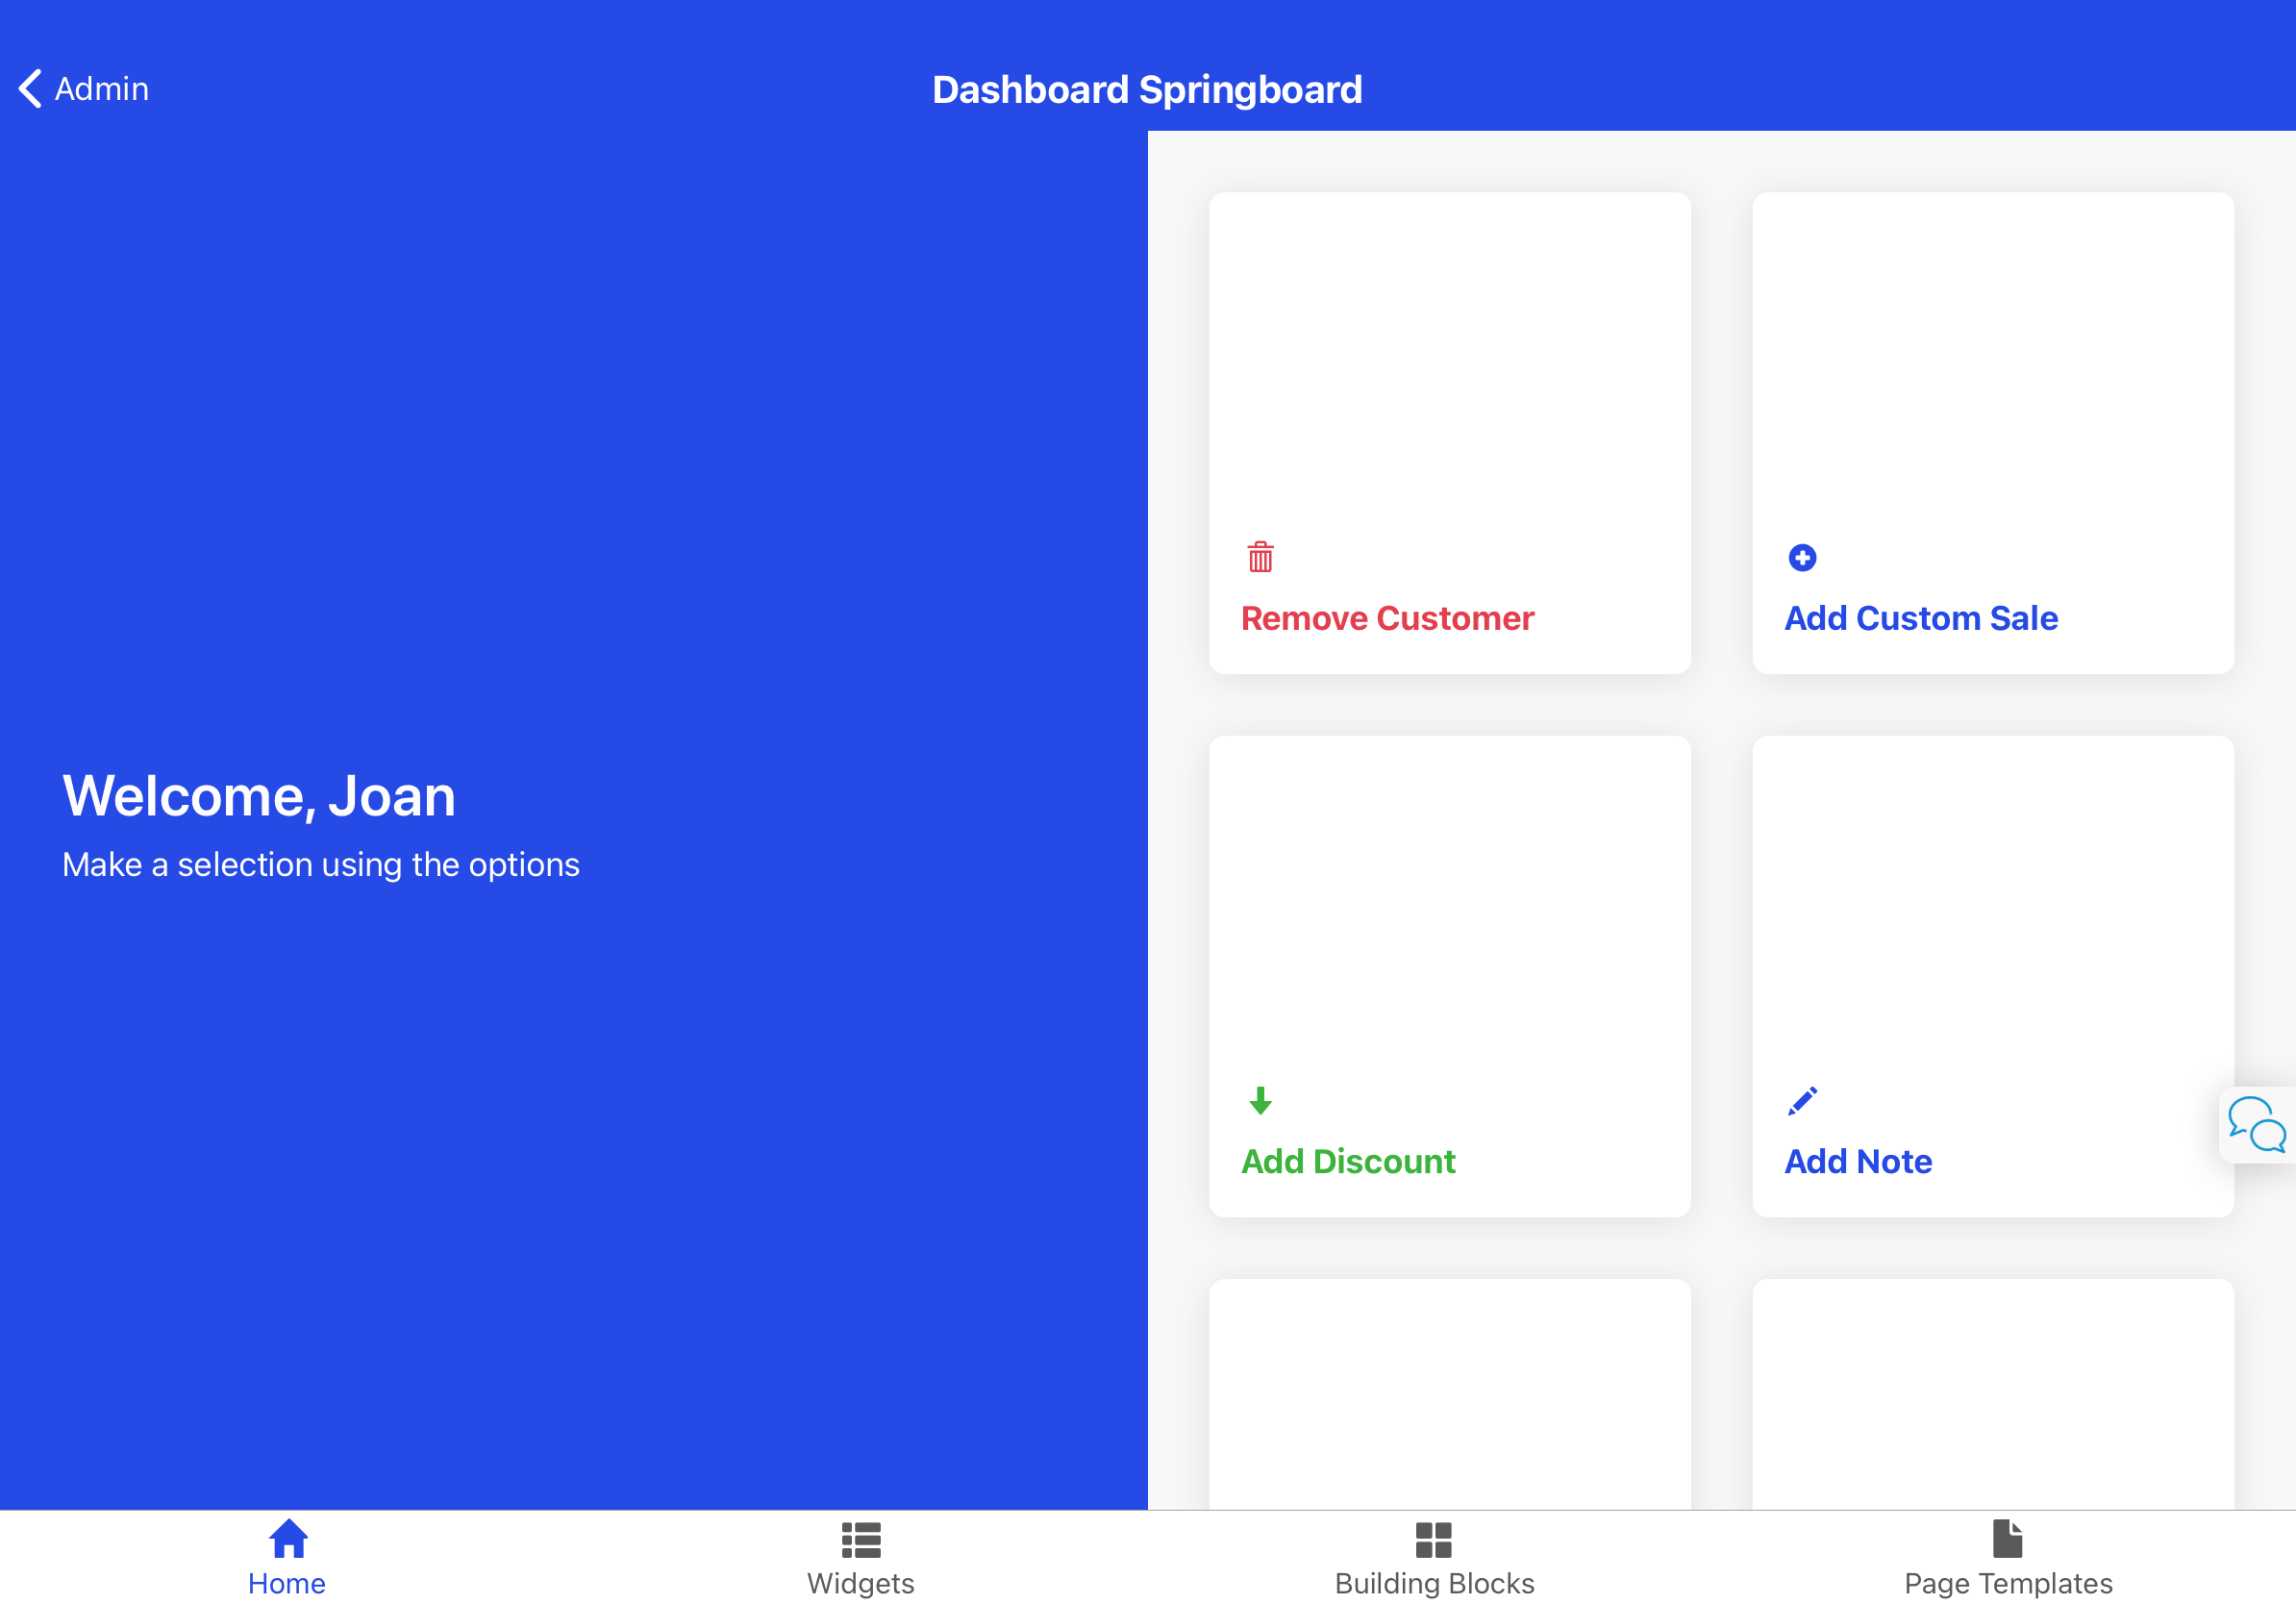 Admin
Dashboard Springboard
Welcome, Joan
Make a selection using the options
Remove Customer
Add Custom Sale
Add Discount
Add Note
Home
Widgets
Building Blocks
Page Templates